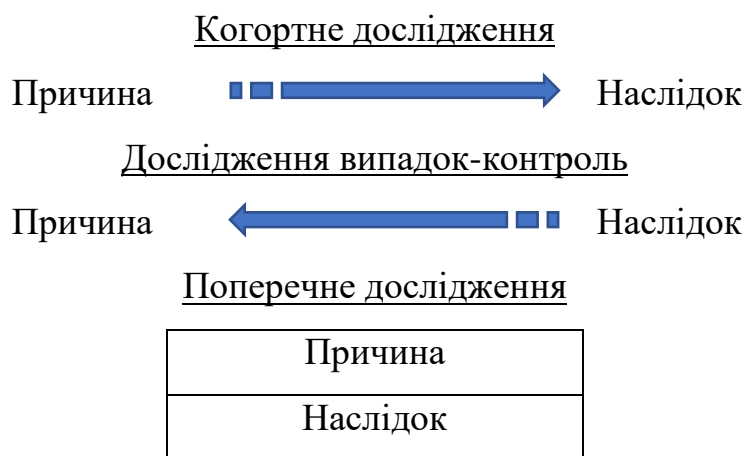 Когортне дослідження
Причина Наслідок
Дослідження випадок-контроль
Причина Наслідок
Поперечне дослідження
Причина
Наслідок